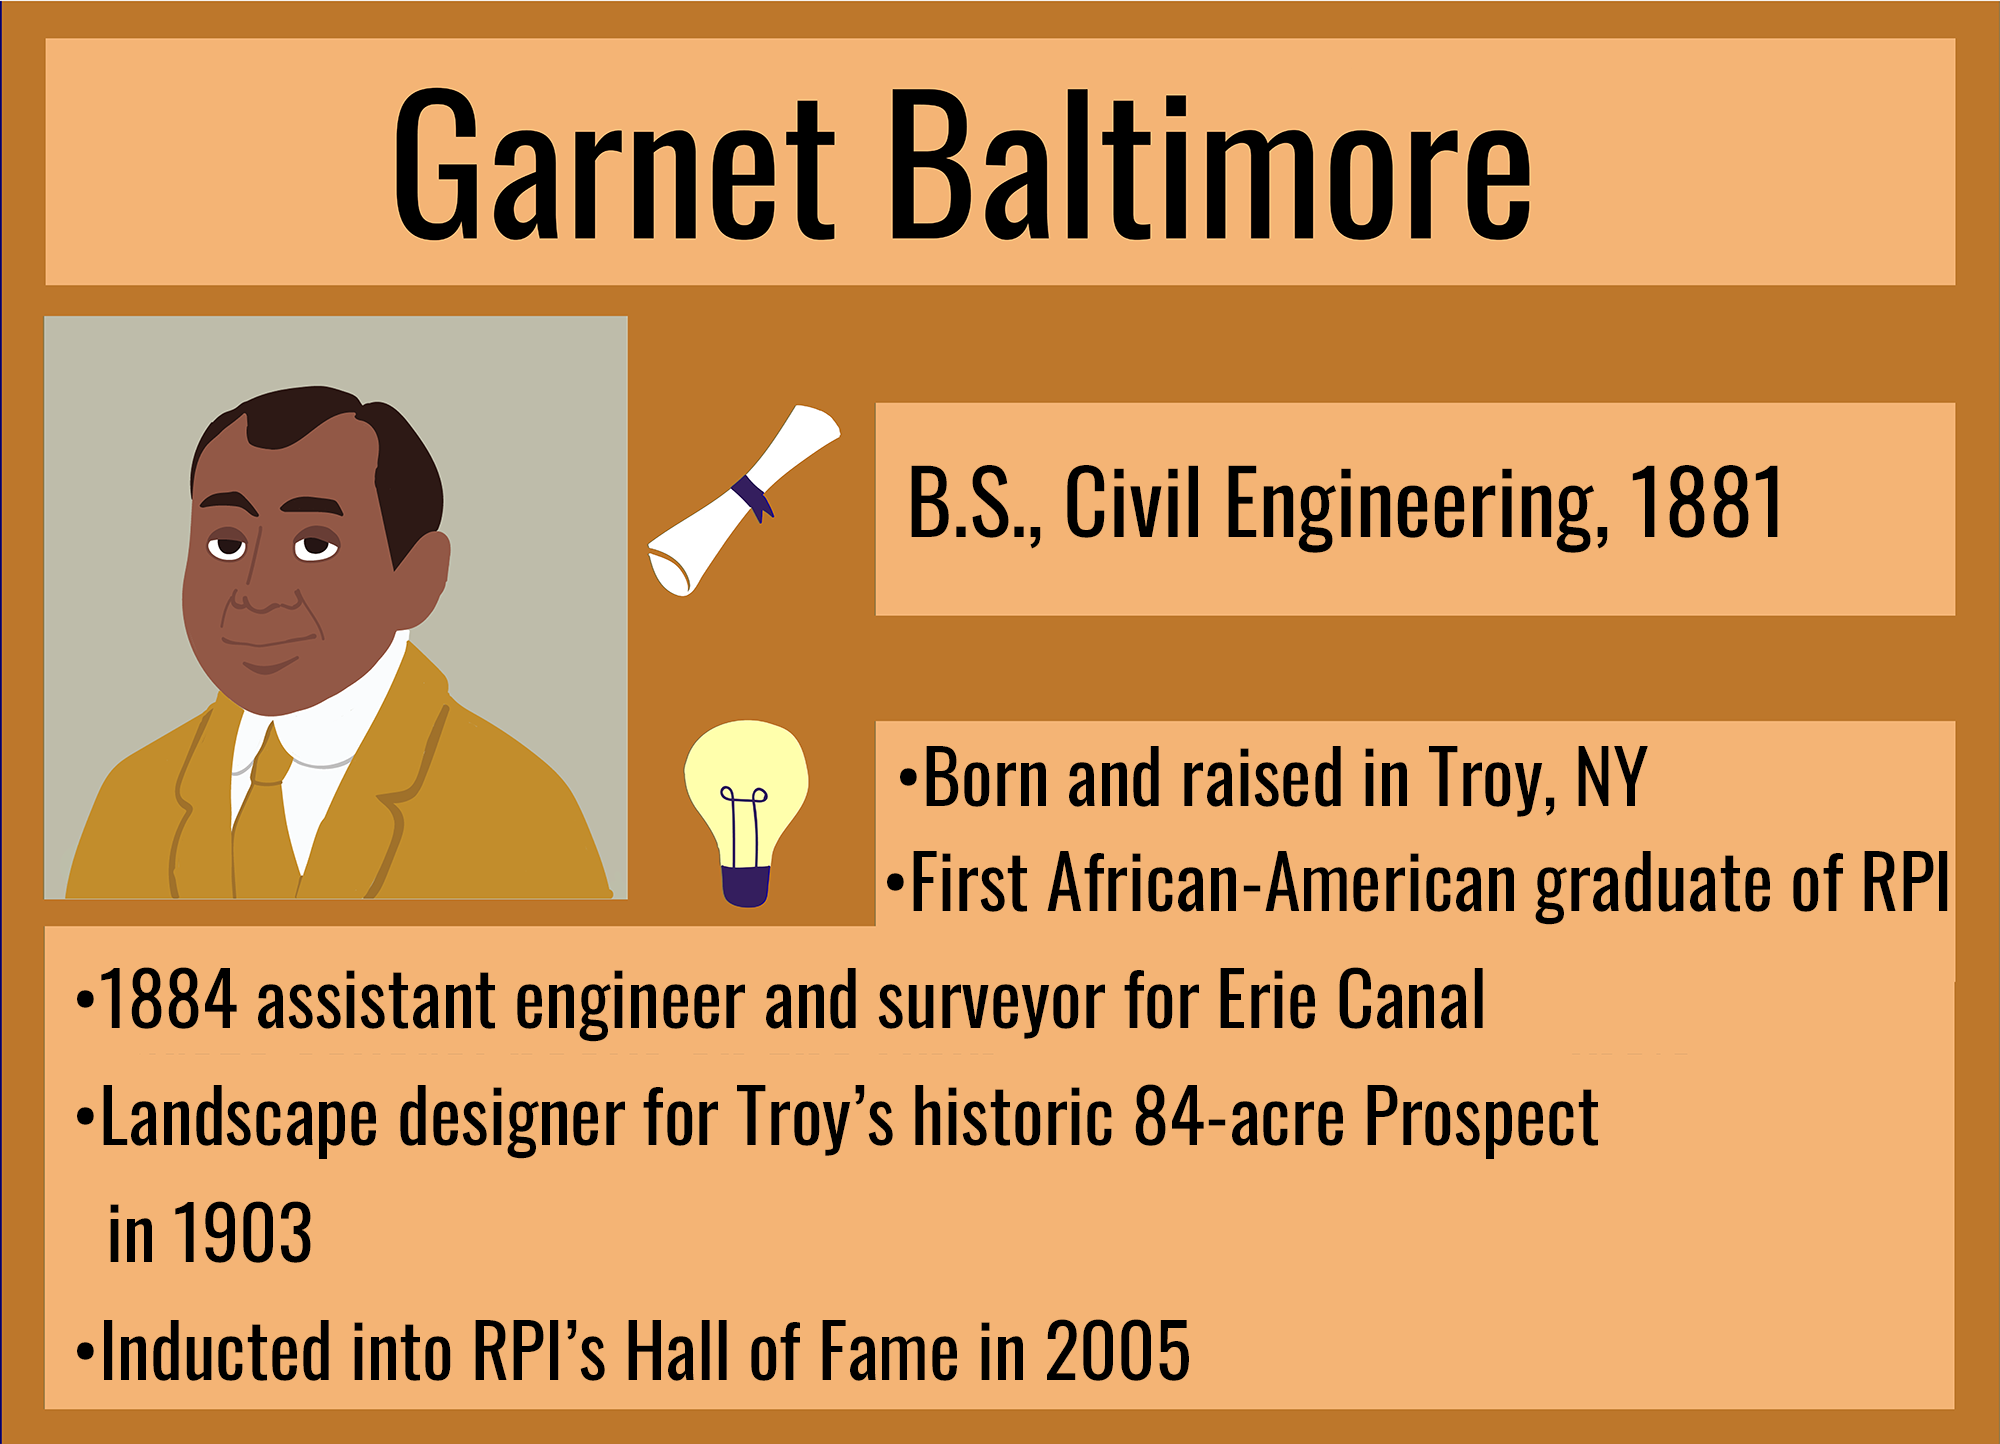 Garnet Baltimore
B.S., Civil Engineering, 1881
•Born and raised in Troy, NY
•First African-American graduate of RPI
•1884 assistant engineer and surveyor for Erie Canal
•Landscape designer for Troy’s historic 84-acre Prospect
in 1903
•Inducted into RPI’s Hall of Fame in 2005